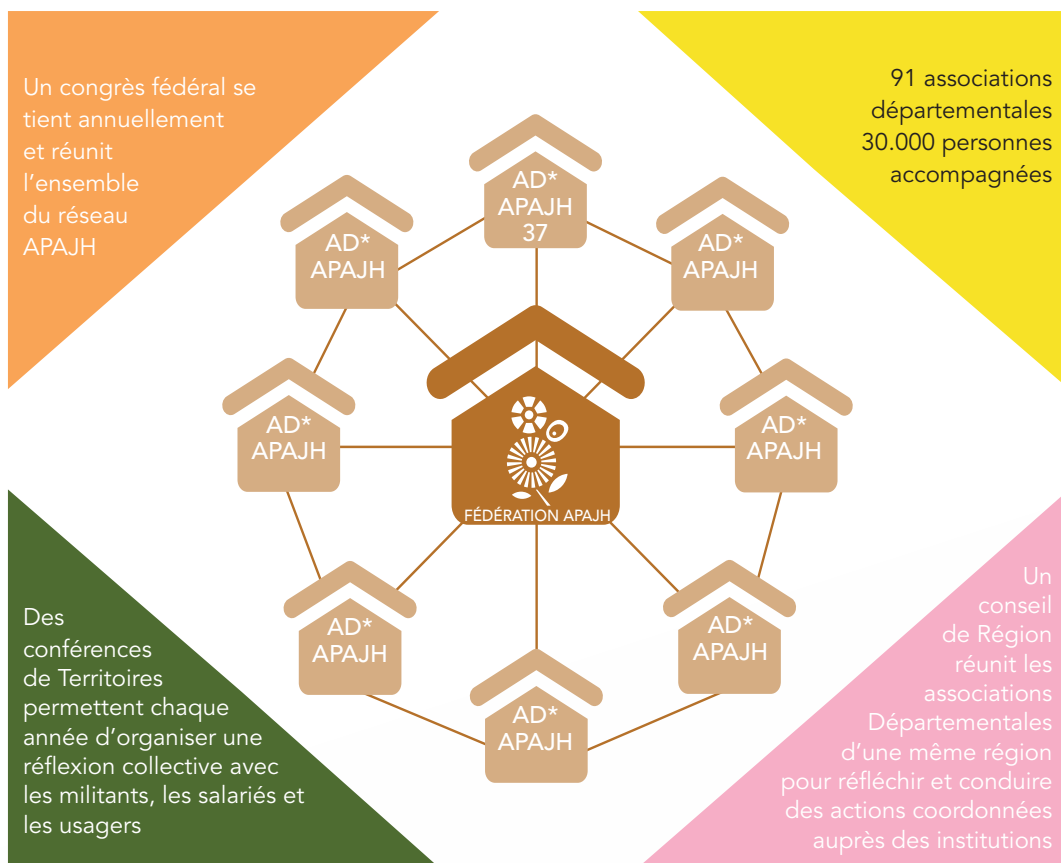 Un congrès fédéral se
tient annuellement
et réunit
l’ensemble
du réseau
APAJH
91 associations
départementales
30.000 personnes
accompagnées
AD*
APAJH
37
AD*
APAJH
AD*
APAJH
AD*
APAJH
AD*
APAJH
FÉDÉRATION APAJH
AD*
APAJH
AD*
APAJH
AD*
APAJH
Des
conférences
de Territoires
permettent chaque
année d’organiser une
réflexion collective avec
les militants, les salariés et
les usagers
Un
conseil
de Région
réunit les
associations
Départementales
d’une même région
pour réfléchir et conduire
des actions coordonnées
auprès des institutions